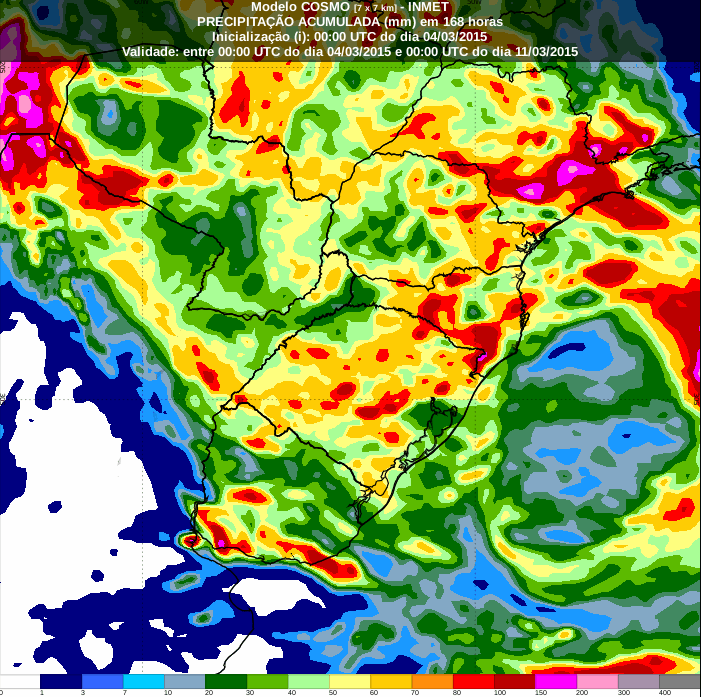 Modelo COSMO [7 x 7 km] - INMET
PRECIPITAÇÃO ACUMULADA (mm) em 168 horas
Inicialização (i): 00:00 UTC do dia 04/03/2015
Validade: entre 00:00 UTC do dia 04/03/2015 e 00:00 UTC do dia 11/03/2015
0 1 3 7 10 20 30 40 50 60 70 80 100 150 200 300 400